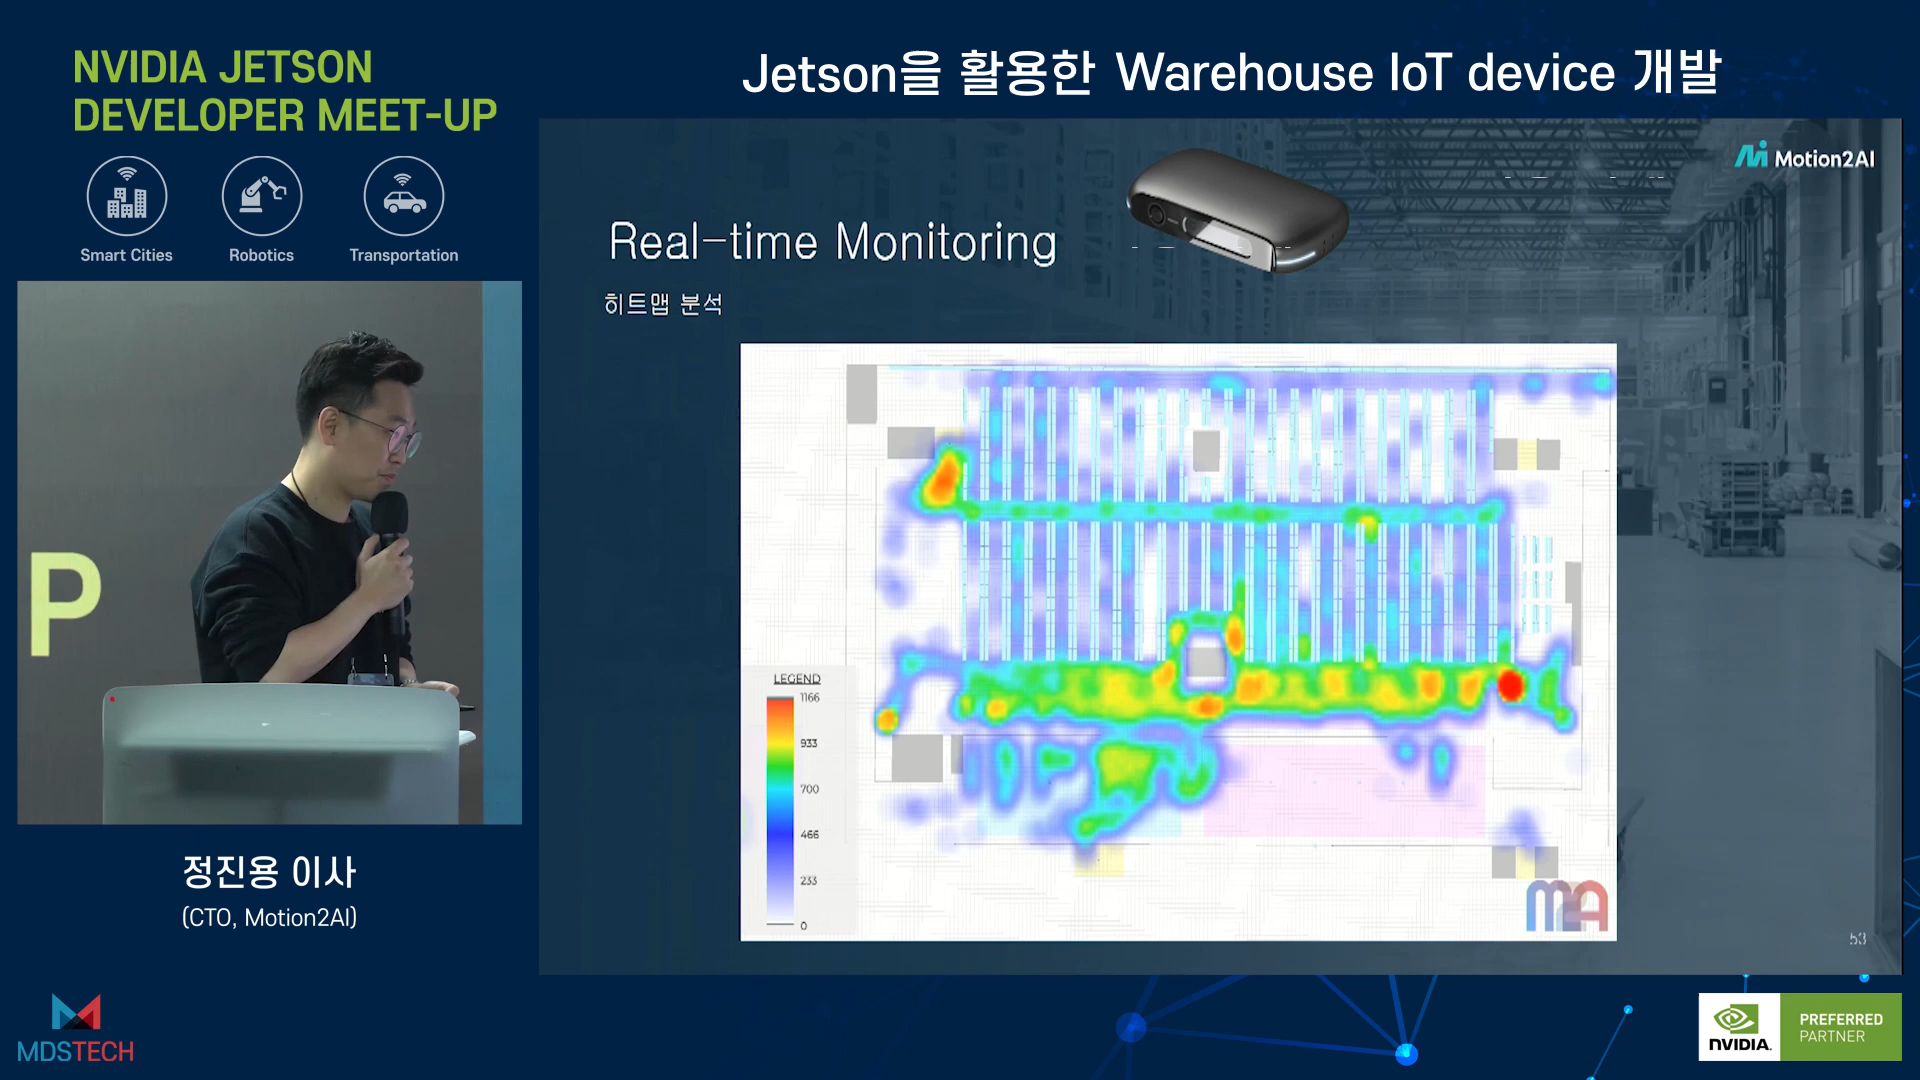 NVIDIA JETSON
DEVELOPER MEET-UP
Smart Cities
Robotics
Transportation
P
정진용 이사
(CTO, Motion2AI)
MDSTECH
Jetson을 활용한 Warehouse IoT device 개발
Motion2AI
Real-time Monitoring
히트맵 분석
LEGEND
1166
933
700
466
233
0
M2A
53
NVIDIA.
PREFERRED
PARTNER